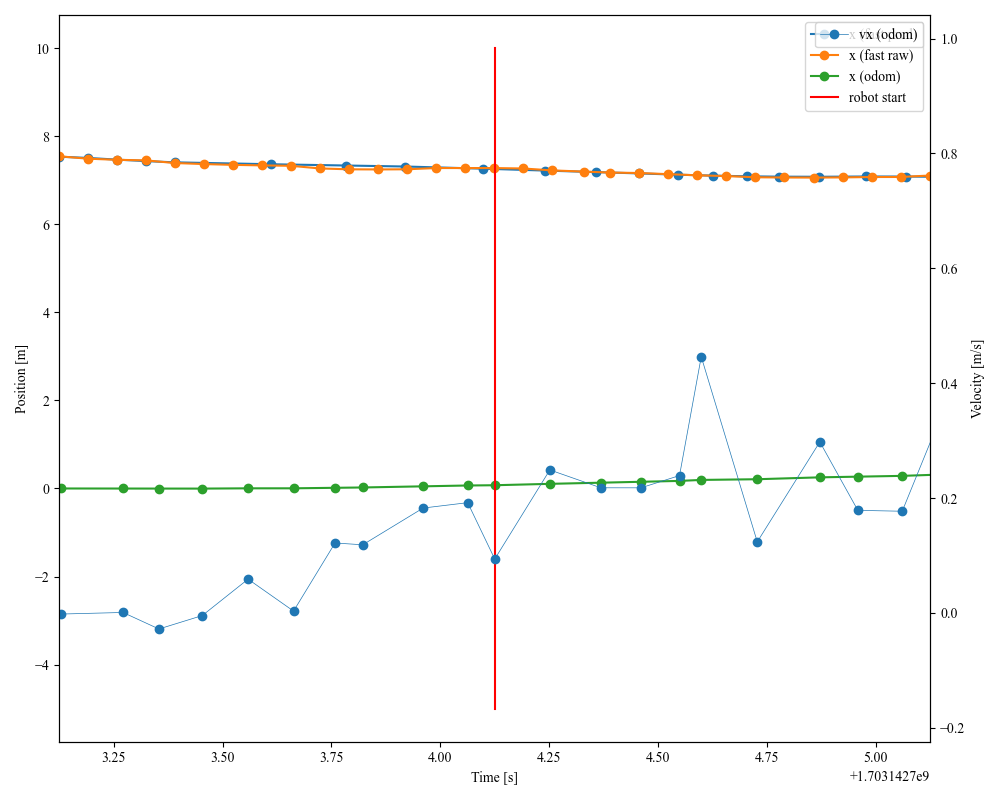 10
8
6
4
2
0
−2
−4
Position [m]
1.0
0.8
0.6
0.4
0.2
0.0
−0.2
Velocity [m/s]
vx (odom)
x (fast raw)
x (odom)
robot start
3.25
3.50
3.75
4.00
4.25
4.50
4.75
5.00
Time [s]
+1.7031427e9